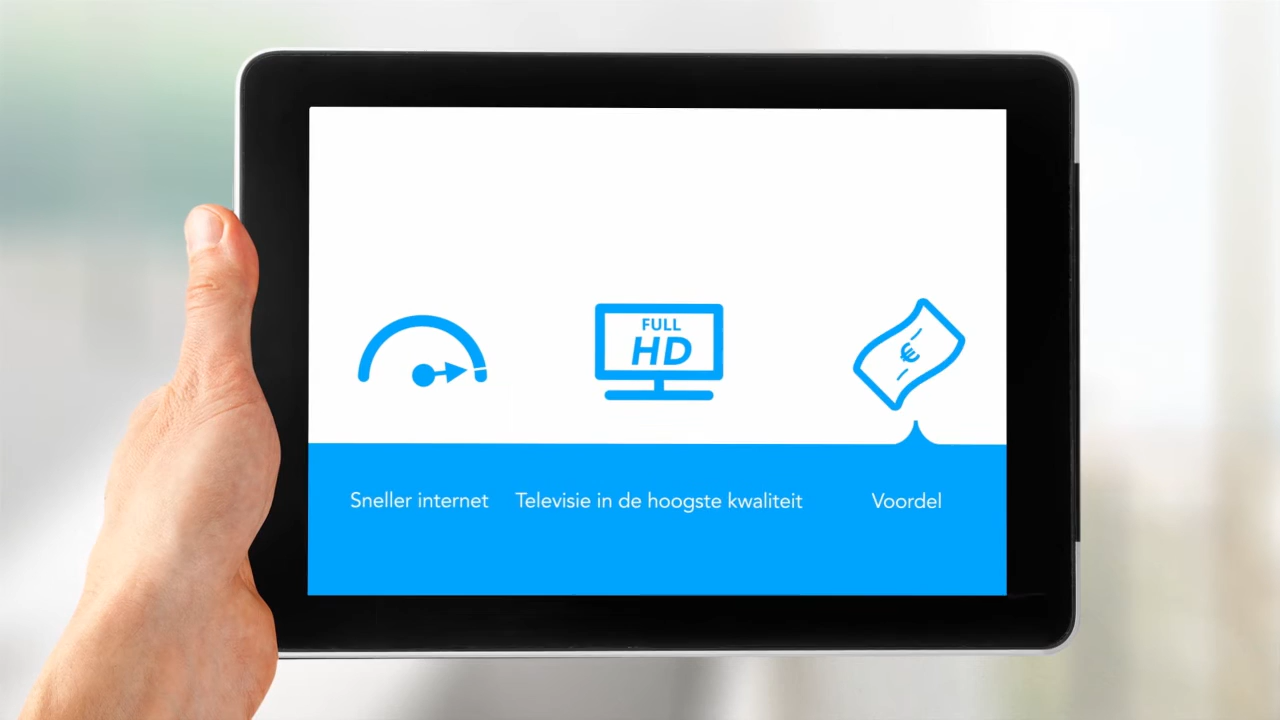 FULL
HD
€
Sneller internet
Televisie in de hoogste kwaliteit
Voordel